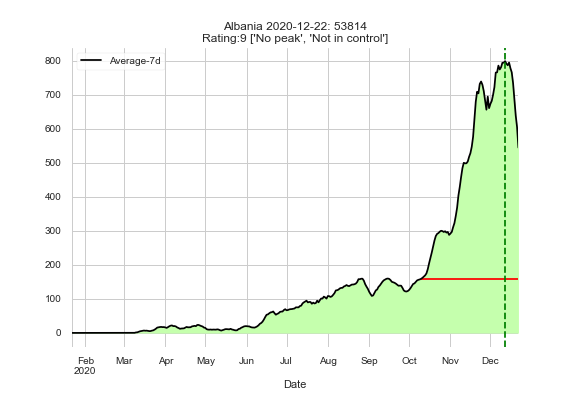 Albania 2020-12-22: 53814
Rating:9 ['No peak', 'Not in control']
Average-7d
800
700
600
500
400
300
200
100
0
Feb Mar Apr May Jun Jul Aug Sep Oct Nov Dec
2020
Date